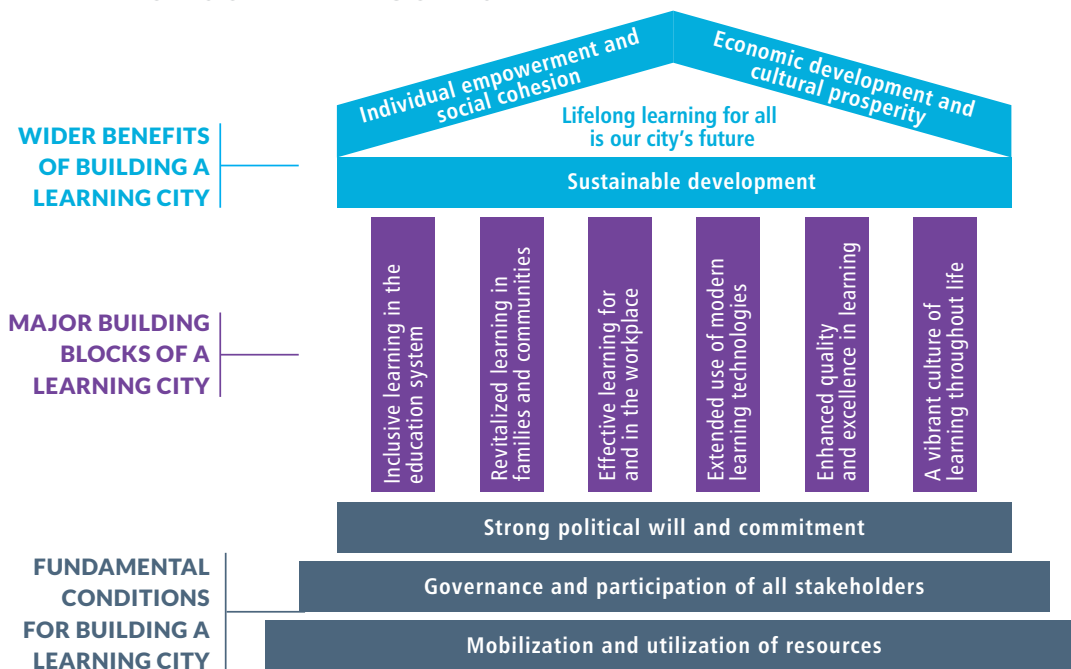 Individual empowerment and
social cohesion
Economic development and
cultural prosperity
Lifelong learning for all
is our city's future
WIDER BENEFITS
OF BUILDING A
LEARNING CITY
Sustainable development
MAJOR BUILDING
BLOCKS OF A
LEARNING CITY
Inclusive learning in the
education system
Revitalized learning in
families and communities
Effective learning for
and in the workplace
Extended use of modern
learning technologies
Enhanced quality
and excellence in learning
A vibrant culture of
learning throughout life
Strong political will and commitment
FUNDAMENTAL
CONDITIONS
FOR BUILDING A
LEARNING CITY
Governance and participation of all stakeholders
Mobilization and utilization of resources